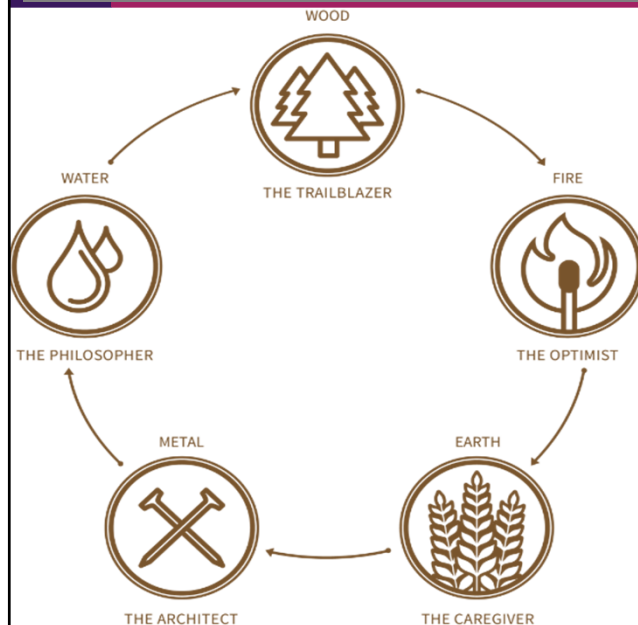 WOOD
THE TRAILBLAZER
WATER
FIRE
THE PHILOSOPHER
THE OPTIMIST
METAL
EARTH
THE ARCHITECT
THE CAREGIVER